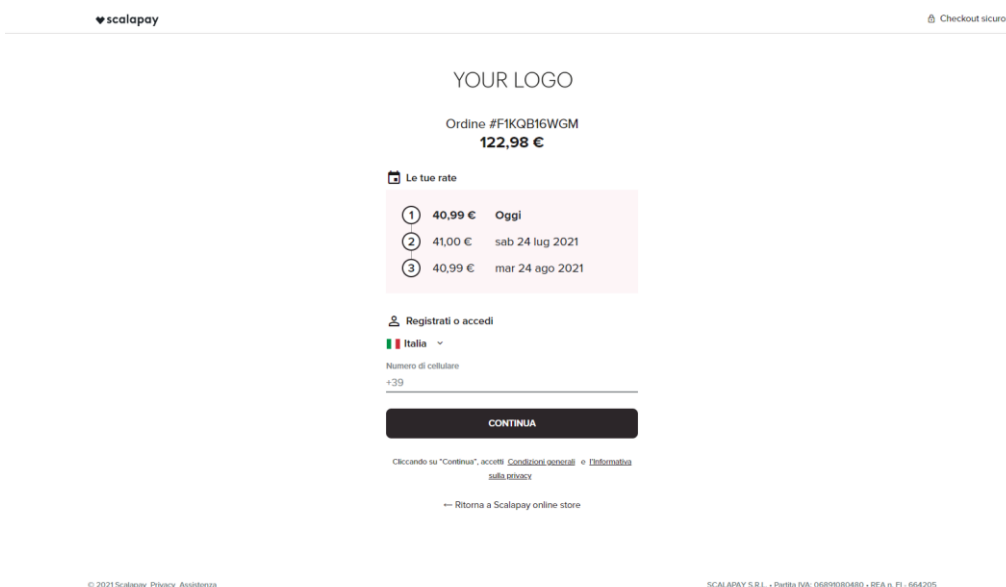 scalapay
Checkout sicuro
YOUR LOGO
Ordine #F1KQB16WGM
122,98 €
Le tue rate
1 40,99 € Oggi
2 41,00 € sab 24 lug 2021
3 40,99 € mar 24 ago 2021
Registrati o accedi
Italia
Numero di cellulare
+39
CONTINUA
Cliccando su "Continua", accetti Condizioni generali e l'Informativa
sulla privacy
← Ritorna a Scalapay online store
© 2021 Scalapay Privacy Assistenza
SCALAPAY S.R.L. • Partita IVA: 06891080480 • REA n. FI - 664205